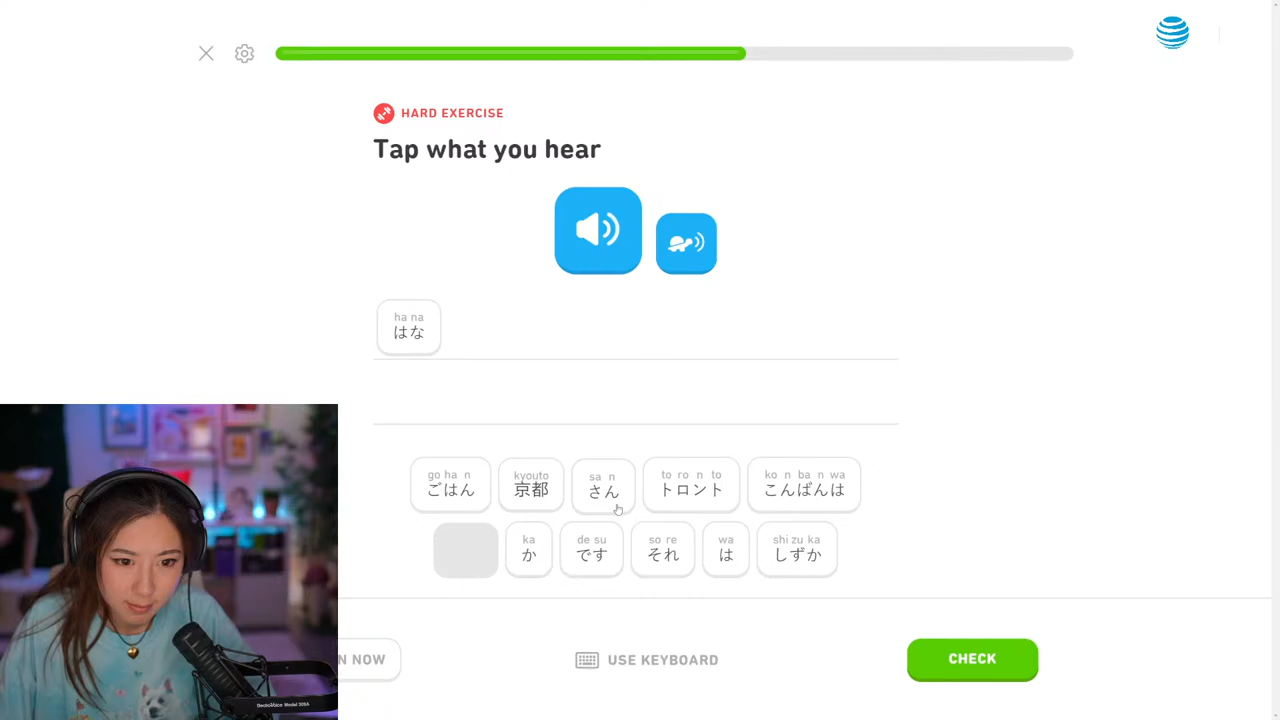 HARD EXERCISE
Tap what you hear
ha na
はな
go ha n kyouto sa n to ro n to ko n ba n wa
ごはん 京都 さん トロント こんばんは
ka de su so re wa shi zu ka
か です それ は しずか
N NOW USE KEYBOARD CHECK